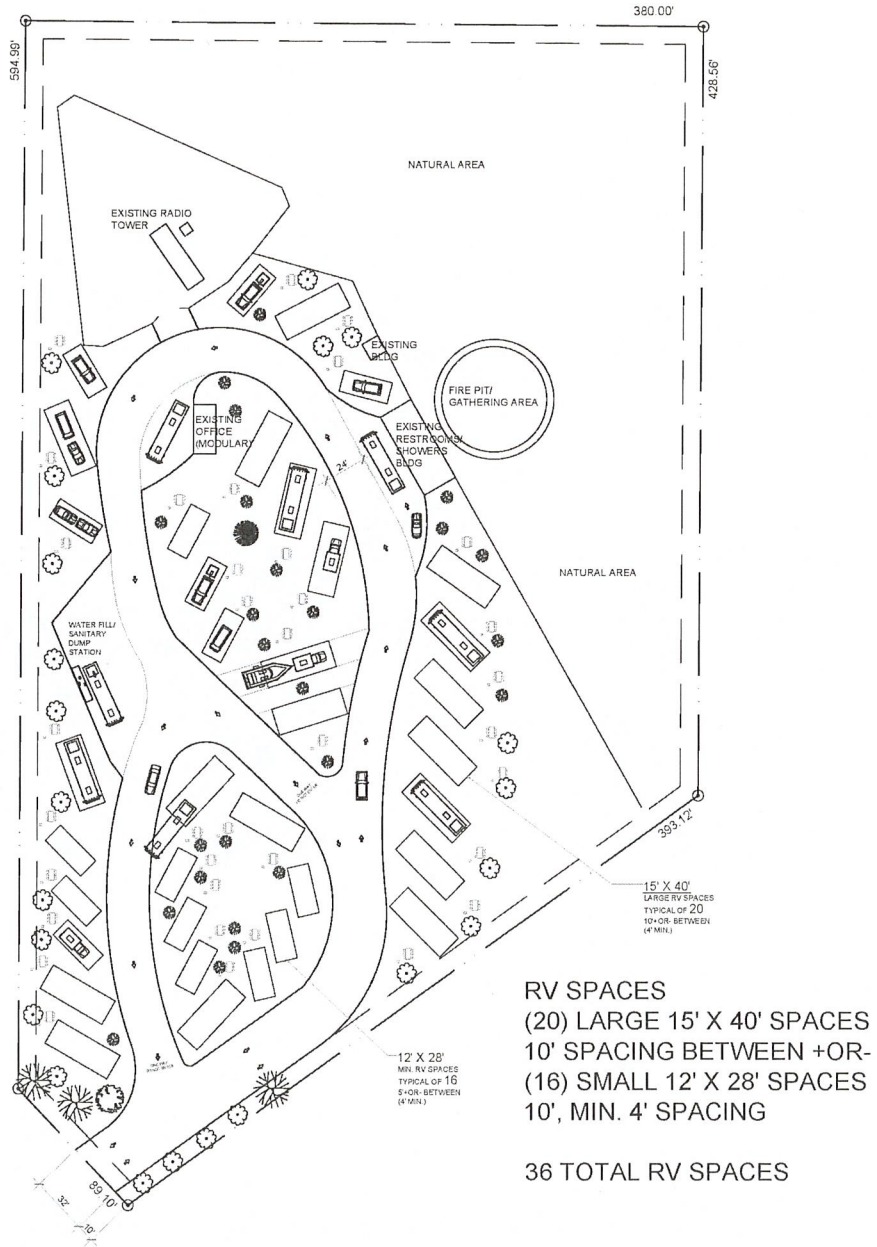 380.00'
594.99'
428.56'
NATURAL AREA
EXISTING RADIO
TOWER
EXISTING
BLDG
FIRE PIT/
GATHERING AREA
EXISTING
OFFICE
(MODULAR)
EXISTING
RESTROOMS/
SHOWERS
BLDG
24'
NATURAL AREA
WATER FILL/
SANITARY
DUMP
STATION
393.12'
15' X 40'
LARGE RV SPACES
TYPICAL OF 20
10'+OR- BETWEEN
(4' MIN.)
RV SPACES
(20) LARGE 15' X 40' SPACES
10' SPACING BETWEEN +OR-
(16) SMALL 12' X 28' SPACES
10', MIN. 4' SPACING
36 TOTAL RV SPACES
12' X 28'
MIN. RV SPACES
TYPICAL OF 16
5'+OR- BETWEEN
(4' MIN.)
89.10'
32'
10'